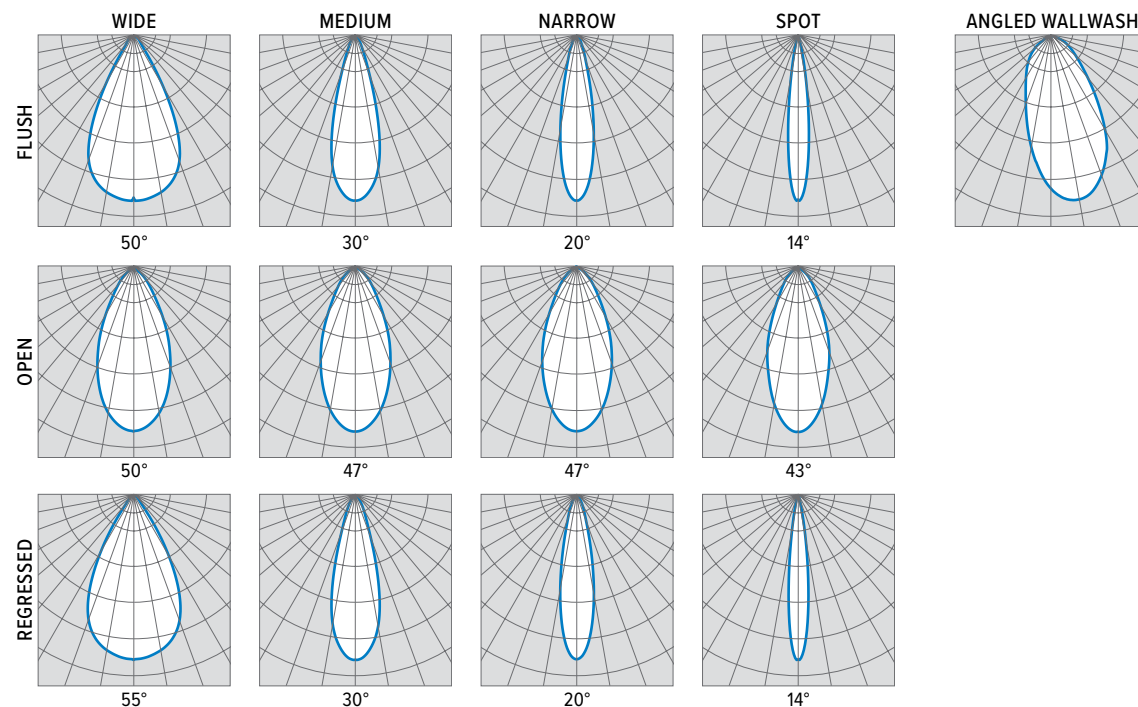 WIDE MEDIUM NARROW SPOT ANGLED WALLWASH
FLUSH
50° 30° 20° 14°
OPEN
50° 47° 47° 43°
REGRESSED
55° 30° 20° 14°